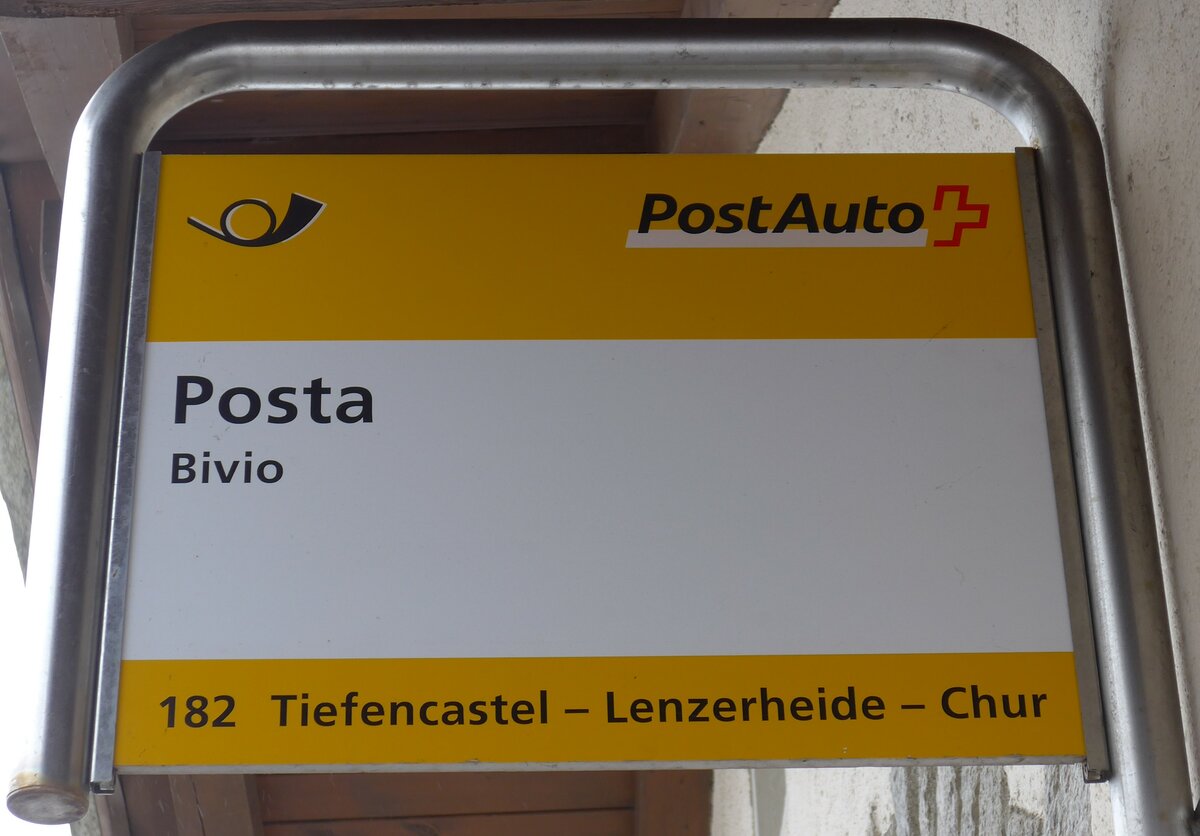 PostAuto
Posta
Bivio
182 Tiefencastel – Lenzerheide – Chur